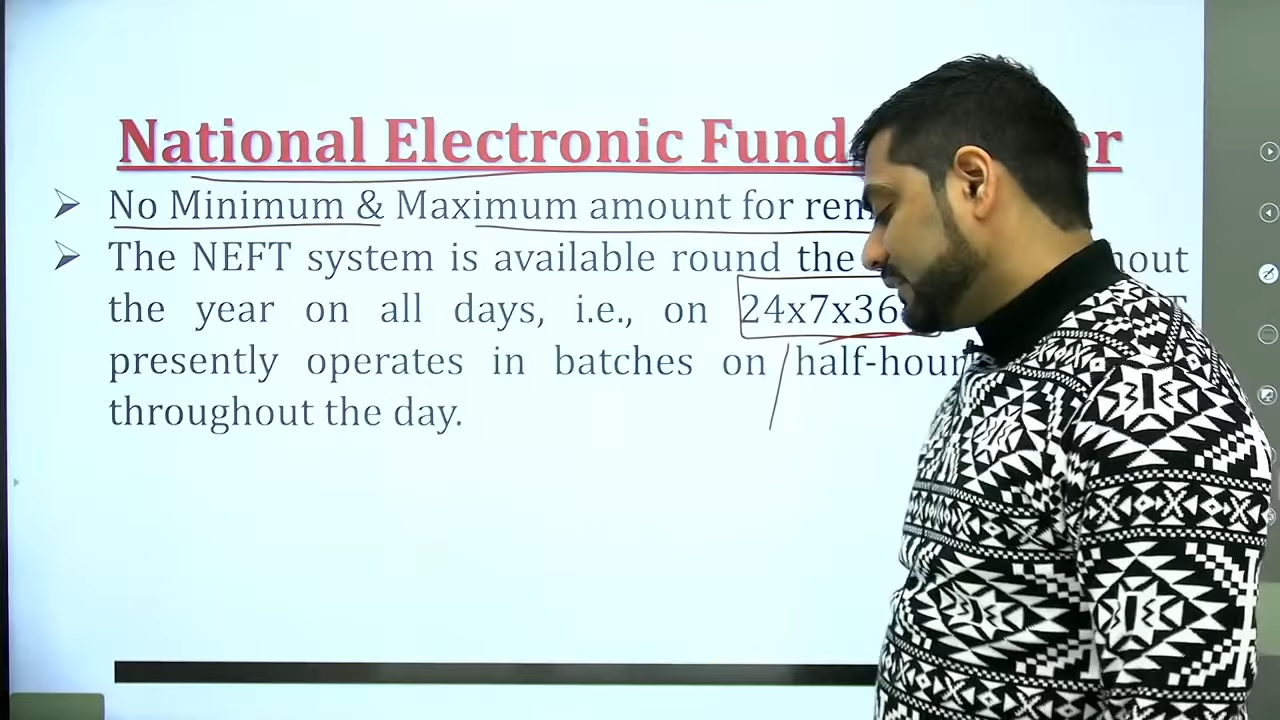 National Electronic Fund
No Minimum & Maximum amount for
The NEFT system is available round the
the year on all days, i.e., on 24x7x36
presently operates in batches on half-hour
throughout the day.